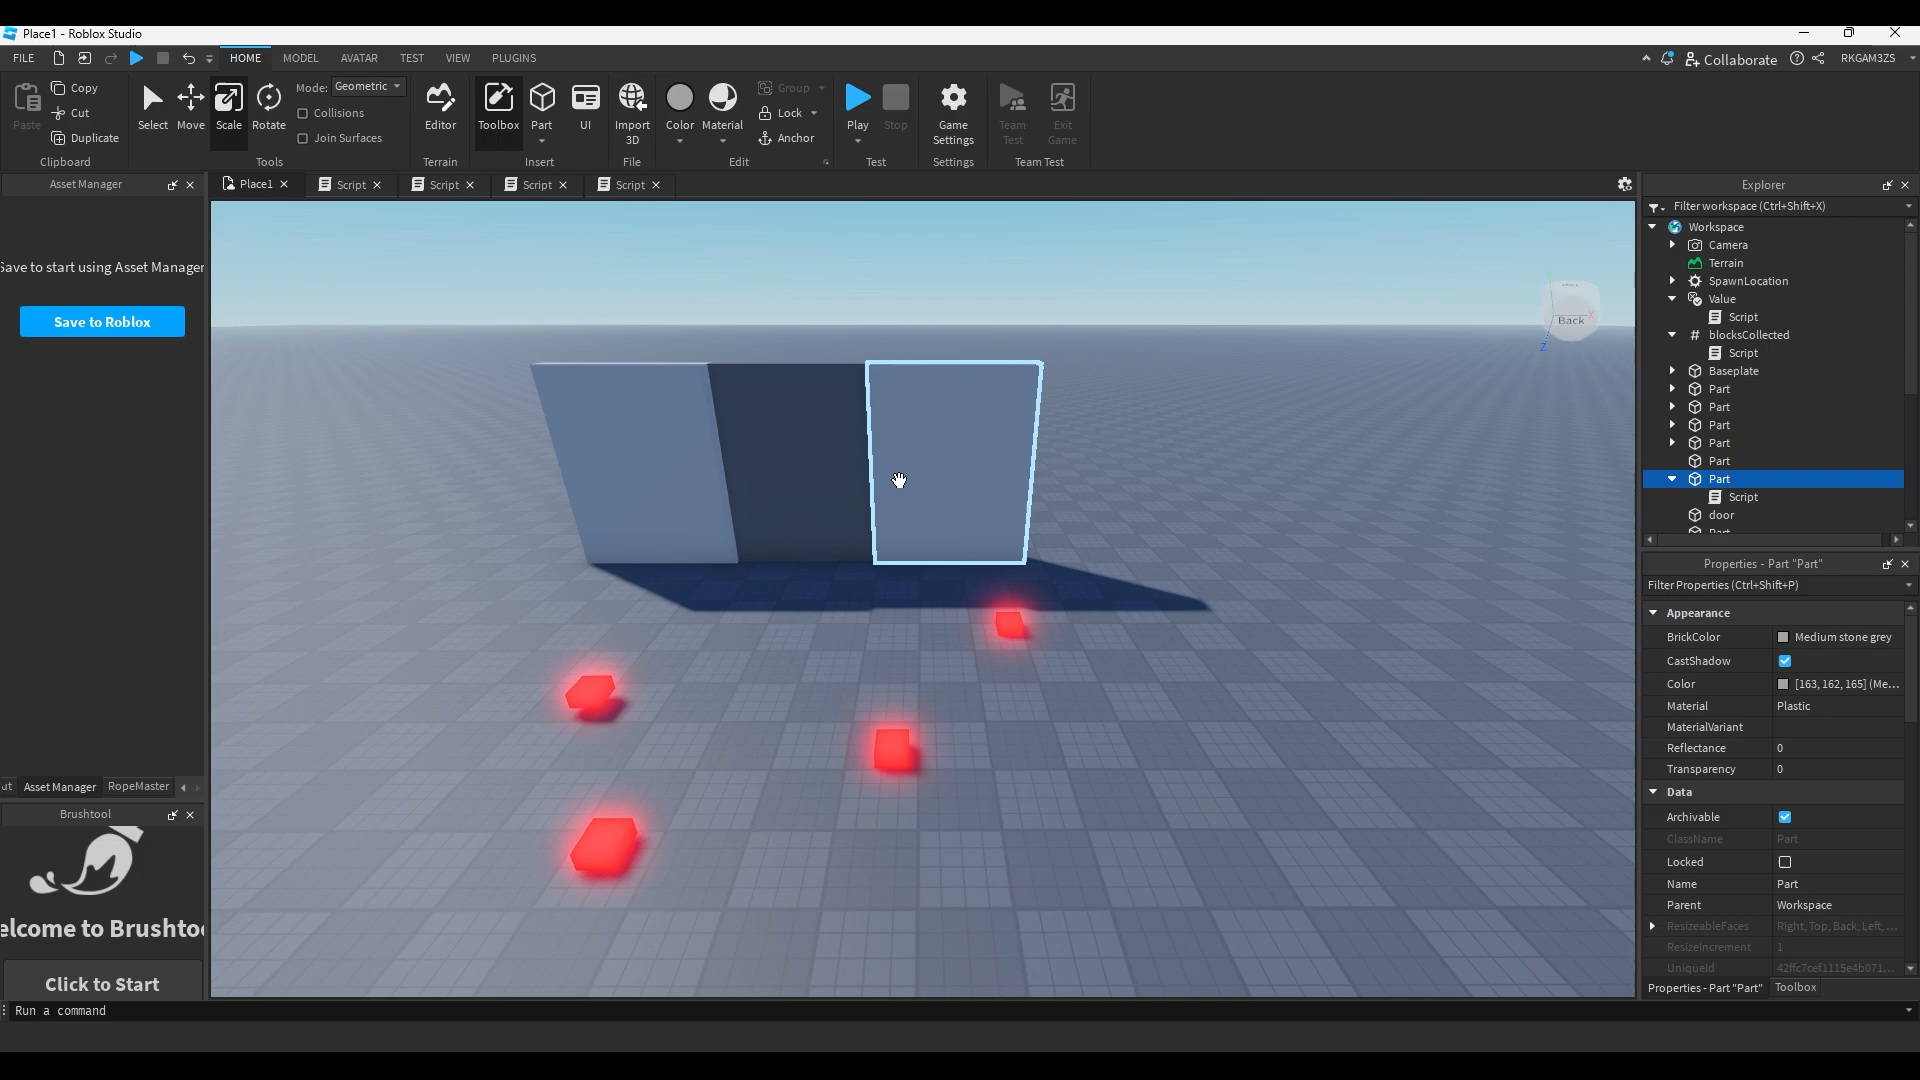 Place1 - Roblox Studio
FILE HOME MODEL AVATAR TEST VIEW PLUGINS Collaborate RKGAM3ZS
Paste
Copy
Cut
Duplicate
Clipboard
Select Move Scale Rotate
Mode: Geometric
Collisions
Join Surfaces
Tools
Editor
Terrain
Toolbox Part UI
Insert
Import
3D
File
Color Material
Group
Lock
Anchor
Edit
Play Stop
Test
Game
Settings
Settings
Team
Test
Exit
Game
Team Test
Asset Manager
Save to start using Asset Manager
Save to Roblox
ut Asset Manager RopeMaster
Brushtool
elcome to Brushtoo
Click to Start
Place1 Script Script Script Script
Back
Explorer
Filter workspace (Ctrl+Shift+X)
Workspace
Camera
Terrain
SpawnLocation
Value
Script
# blocksCollected
Script
Baseplate
Part
Part
Part
Part
Part
Part
Script
door
Part
Properties - Part "Part"
Filter Properties (Ctrl+Shift+P)
Appearance
BrickColor Medium stone grey
CastShadow
Color [163, 162, 165] (Me...
Material Plastic
MaterialVariant
Reflectance 0
Transparency 0
Data
Archivable
ClassName Part
Locked
Name Part
Parent Workspace
ResizeableFaces Right, Top, Back, Left, ...
ResizeIncrement 1
UniqueId 42ffc7cef1115e4b071...
Properties - Part "Part" Toolbox
Run a command